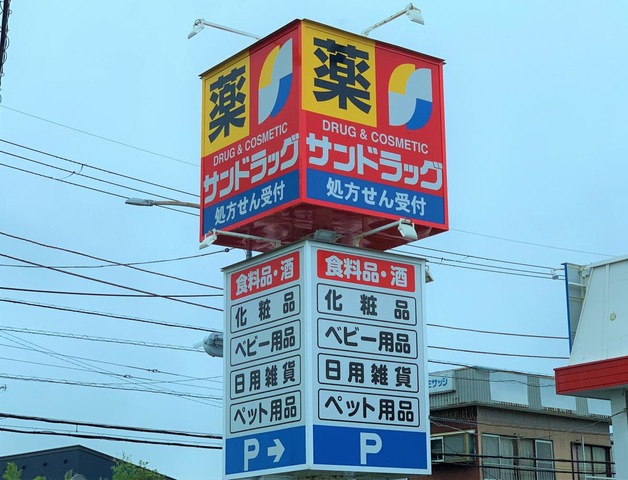 薬
DRUG & COSMETIC
サンドラッグ
処方せん受付
食料品・酒
化粧品
ベビー用品
日用雑貨
ペット用品
P →
薬
DRUG & COSMETIC
サンドラッグ
処方せん受付
食料品・酒
化粧品
ベビー用品
日用雑貨
ペット用品
P